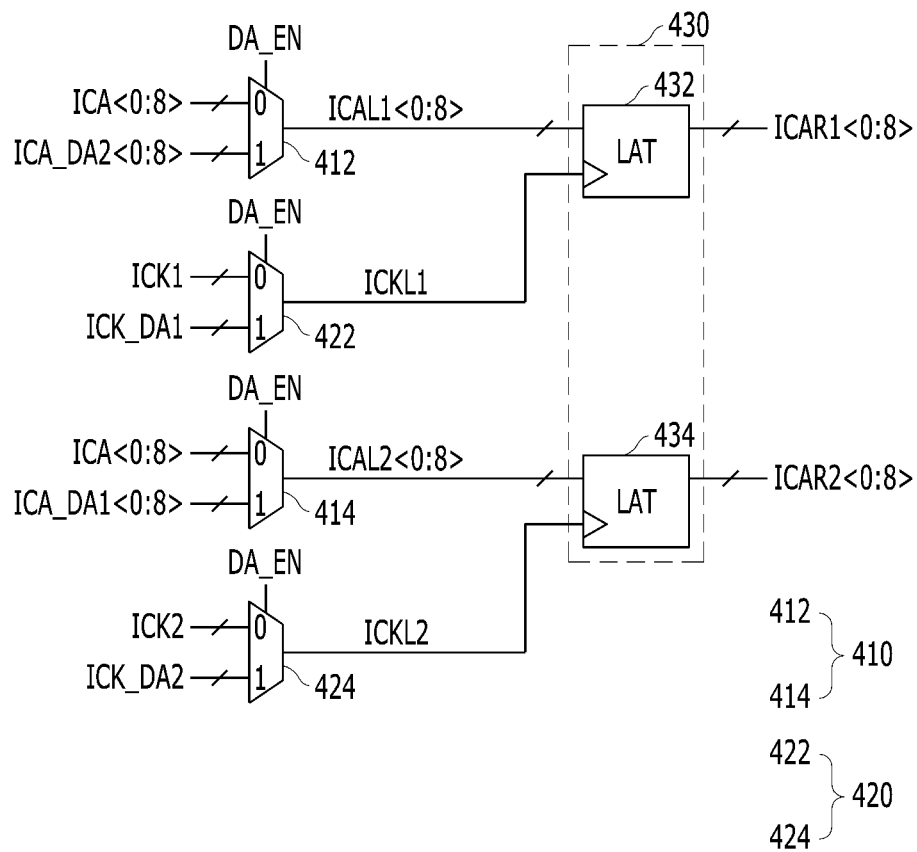 DA_EN
430
ICA<0:8>
0
ICAL1<0:8>
432
ICA_DA2<0:8>
1
412
LAT
ICAR1<0:8>
DA_EN
ICK1
0
ICKL1
ICK_DA1
1
422
DA_EN
ICA<0:8>
0
ICAL2<0:8>
434
ICA_DA1<0:8>
1
414
LAT
ICAR2<0:8>
DA_EN
ICK2
0
ICKL2
ICK_DA2
1
424
412
410
414
422
420
424